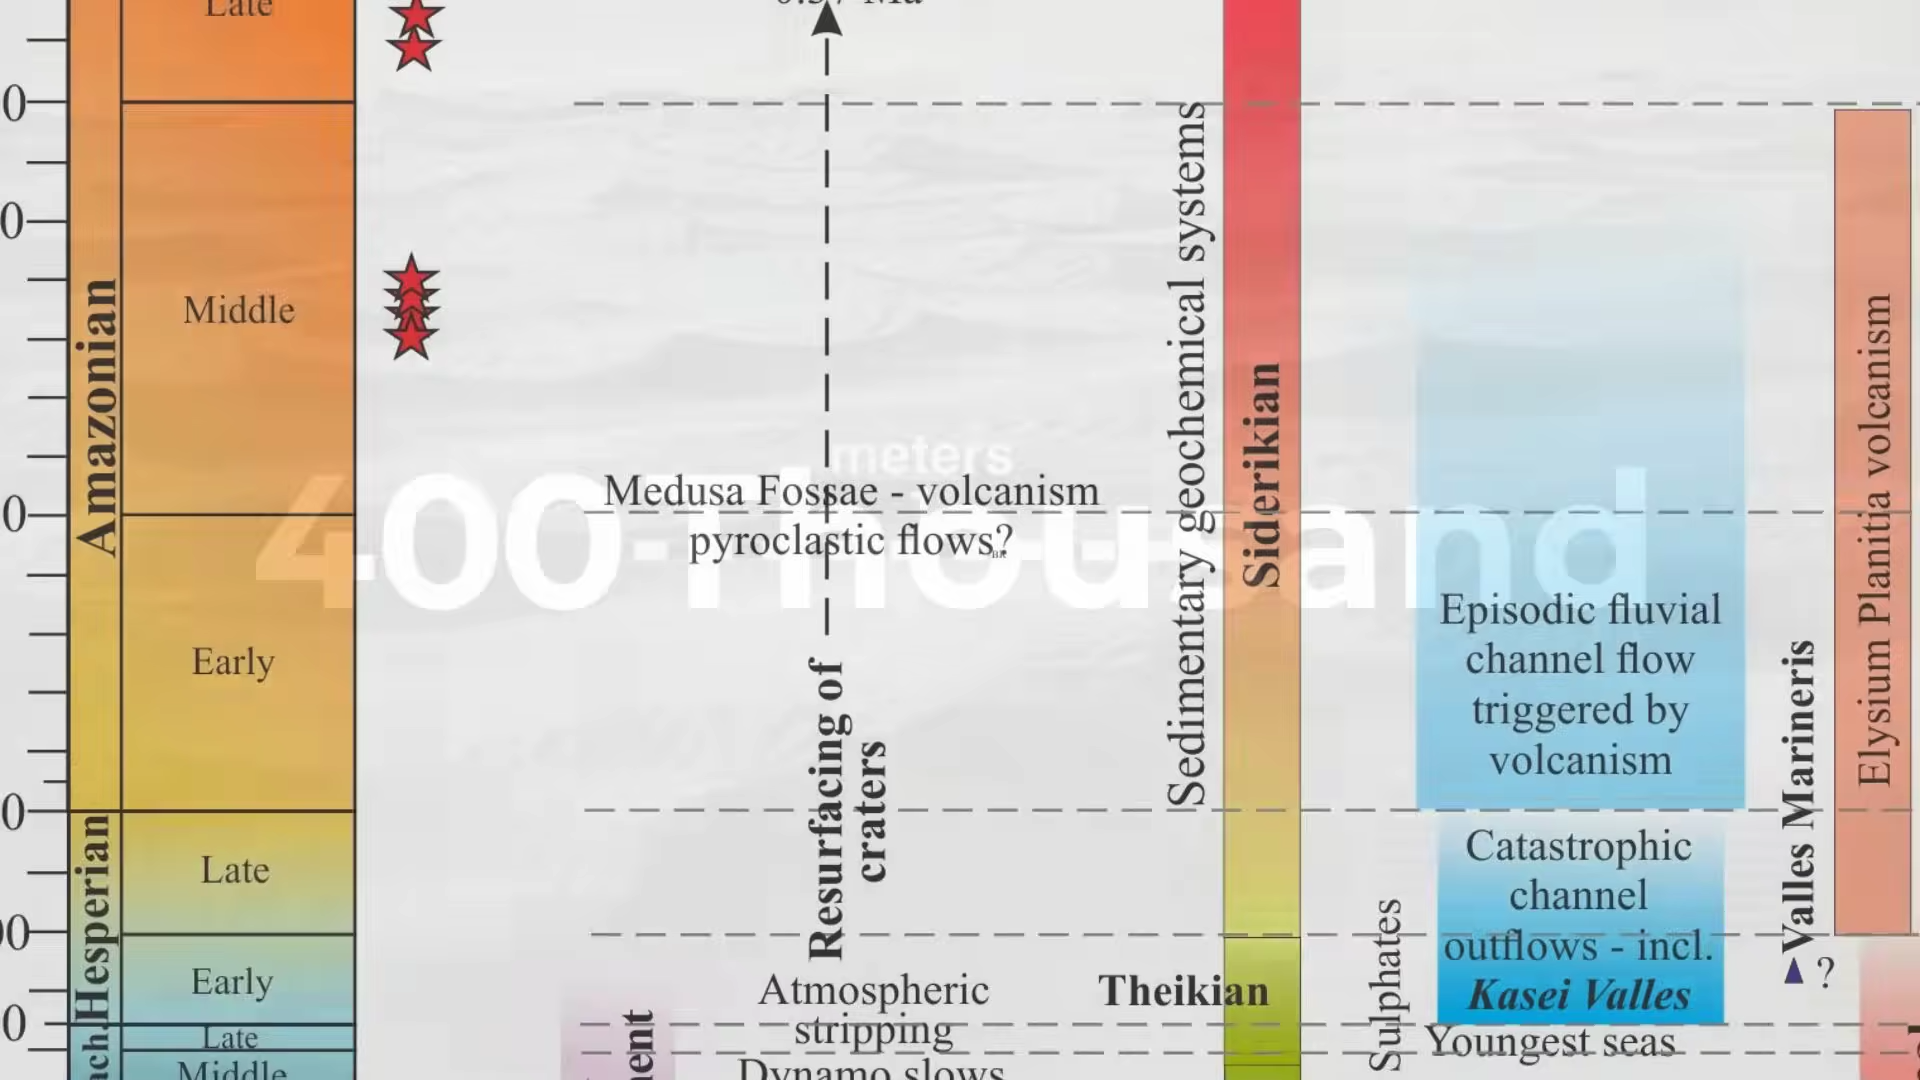 Late
Amazonian
Middle
Early
Hesperian
Late
Early
Late
Middle
meters
400 Thousand
Medusa Fossae - volcanism
pyroclastic flows?
Resurfacing of
craters
Atmospheric
stripping
Dynamo slows
Sedimentary geochemical systems
Siderikian
Theikian
Sulphates
Episodic fluvial
channel flow
triggered by
volcanism
Catastrophic
channel
outflows - incl.
Kasei Valles
Youngest seas
Valles Marineris
?
Elysium Planitia volcanism